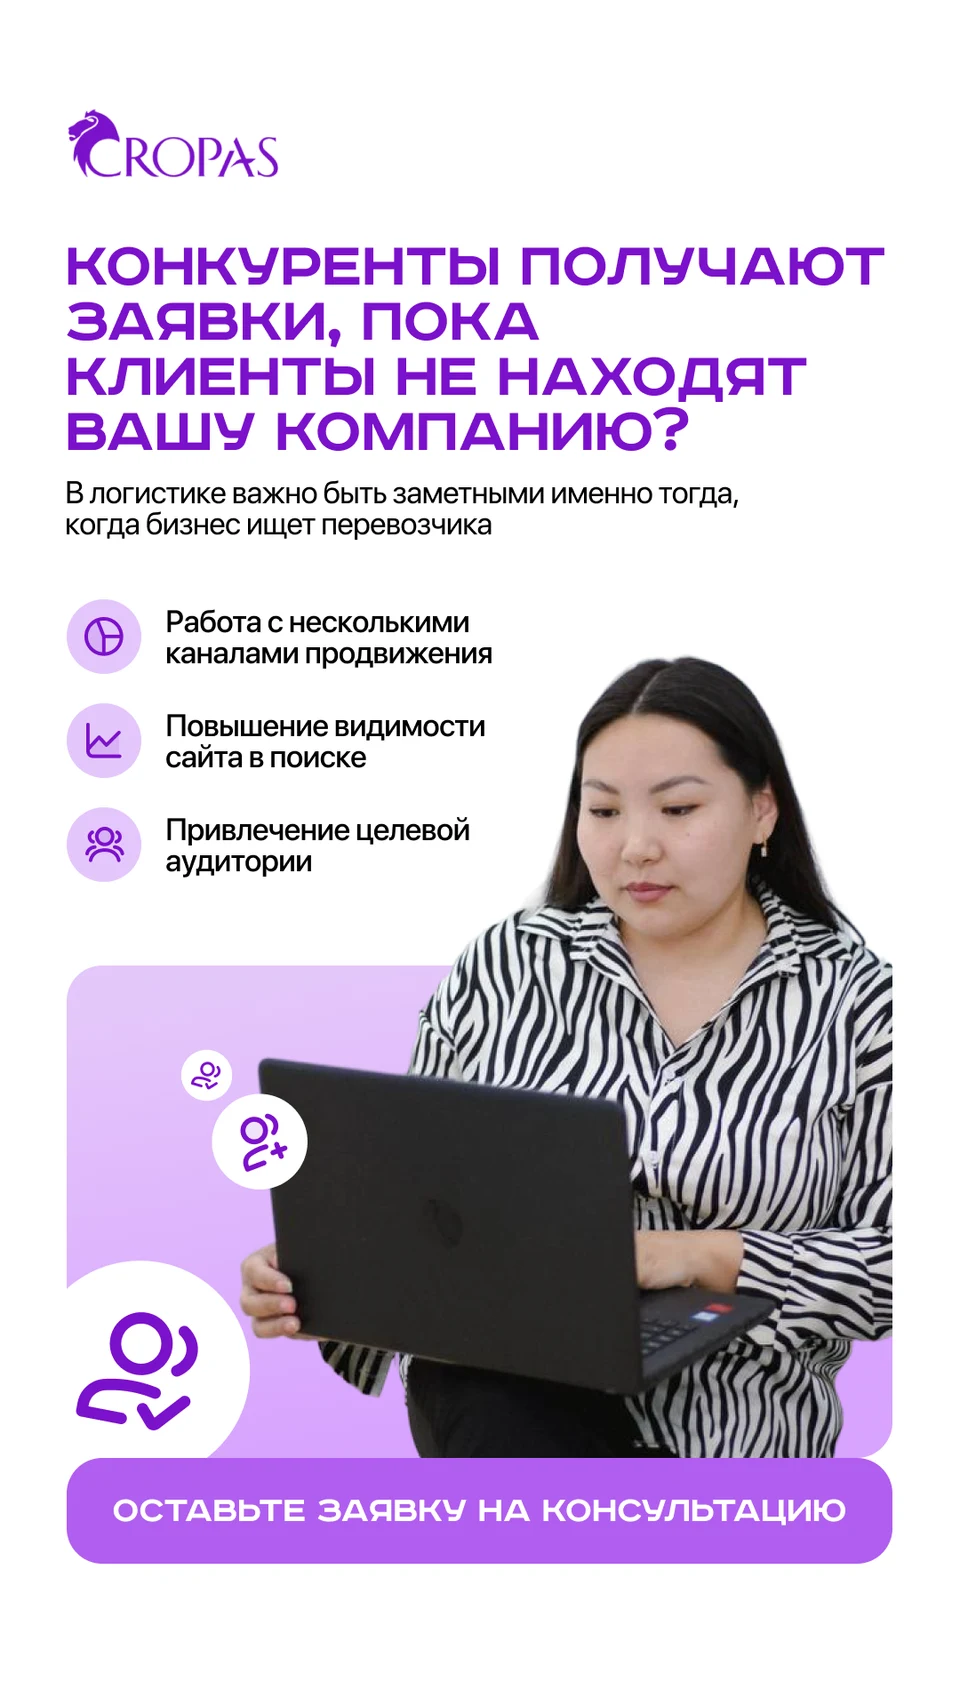 CROPAS
КОНКУРЕНТЫ ПОЛУЧАЮТ
ЗАЯВКИ, ПОКА
КЛИЕНТЫ НЕ НАХОДЯТ
ВАШУ КОМПАНИЮ?
В логистике важно быть заметными именно тогда,
когда бизнес ищет перевозчика
Работа с несколькими
каналами продвижения
Повышение видимости
сайта в поиске
Привлечение целевой
аудитории
ОСТАВЬТЕ ЗАЯВКУ НА КОНСУЛЬТАЦИЮ